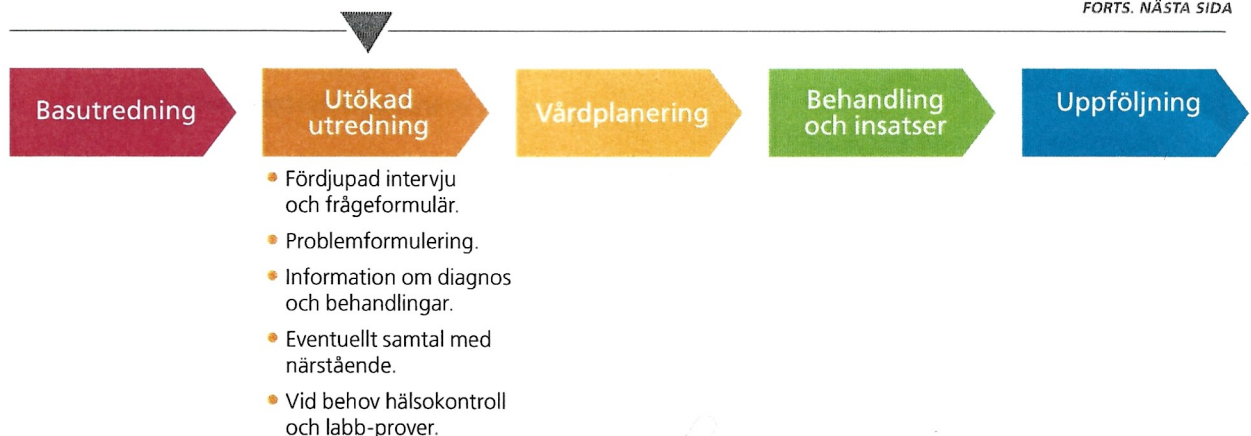 FORTS. NÄSTA SIDA
Basutredning
Utökad
utredning
Vårdplanering
Behandling
och insatser
Uppföljning
• Fördjupad intervju
och frågeformulär.
• Problemformulering.
• Information om diagnos
och behandlingar.
• Eventuellt samtal med
närstående.
• Vid behov hälsokontroll
och labb-prover.